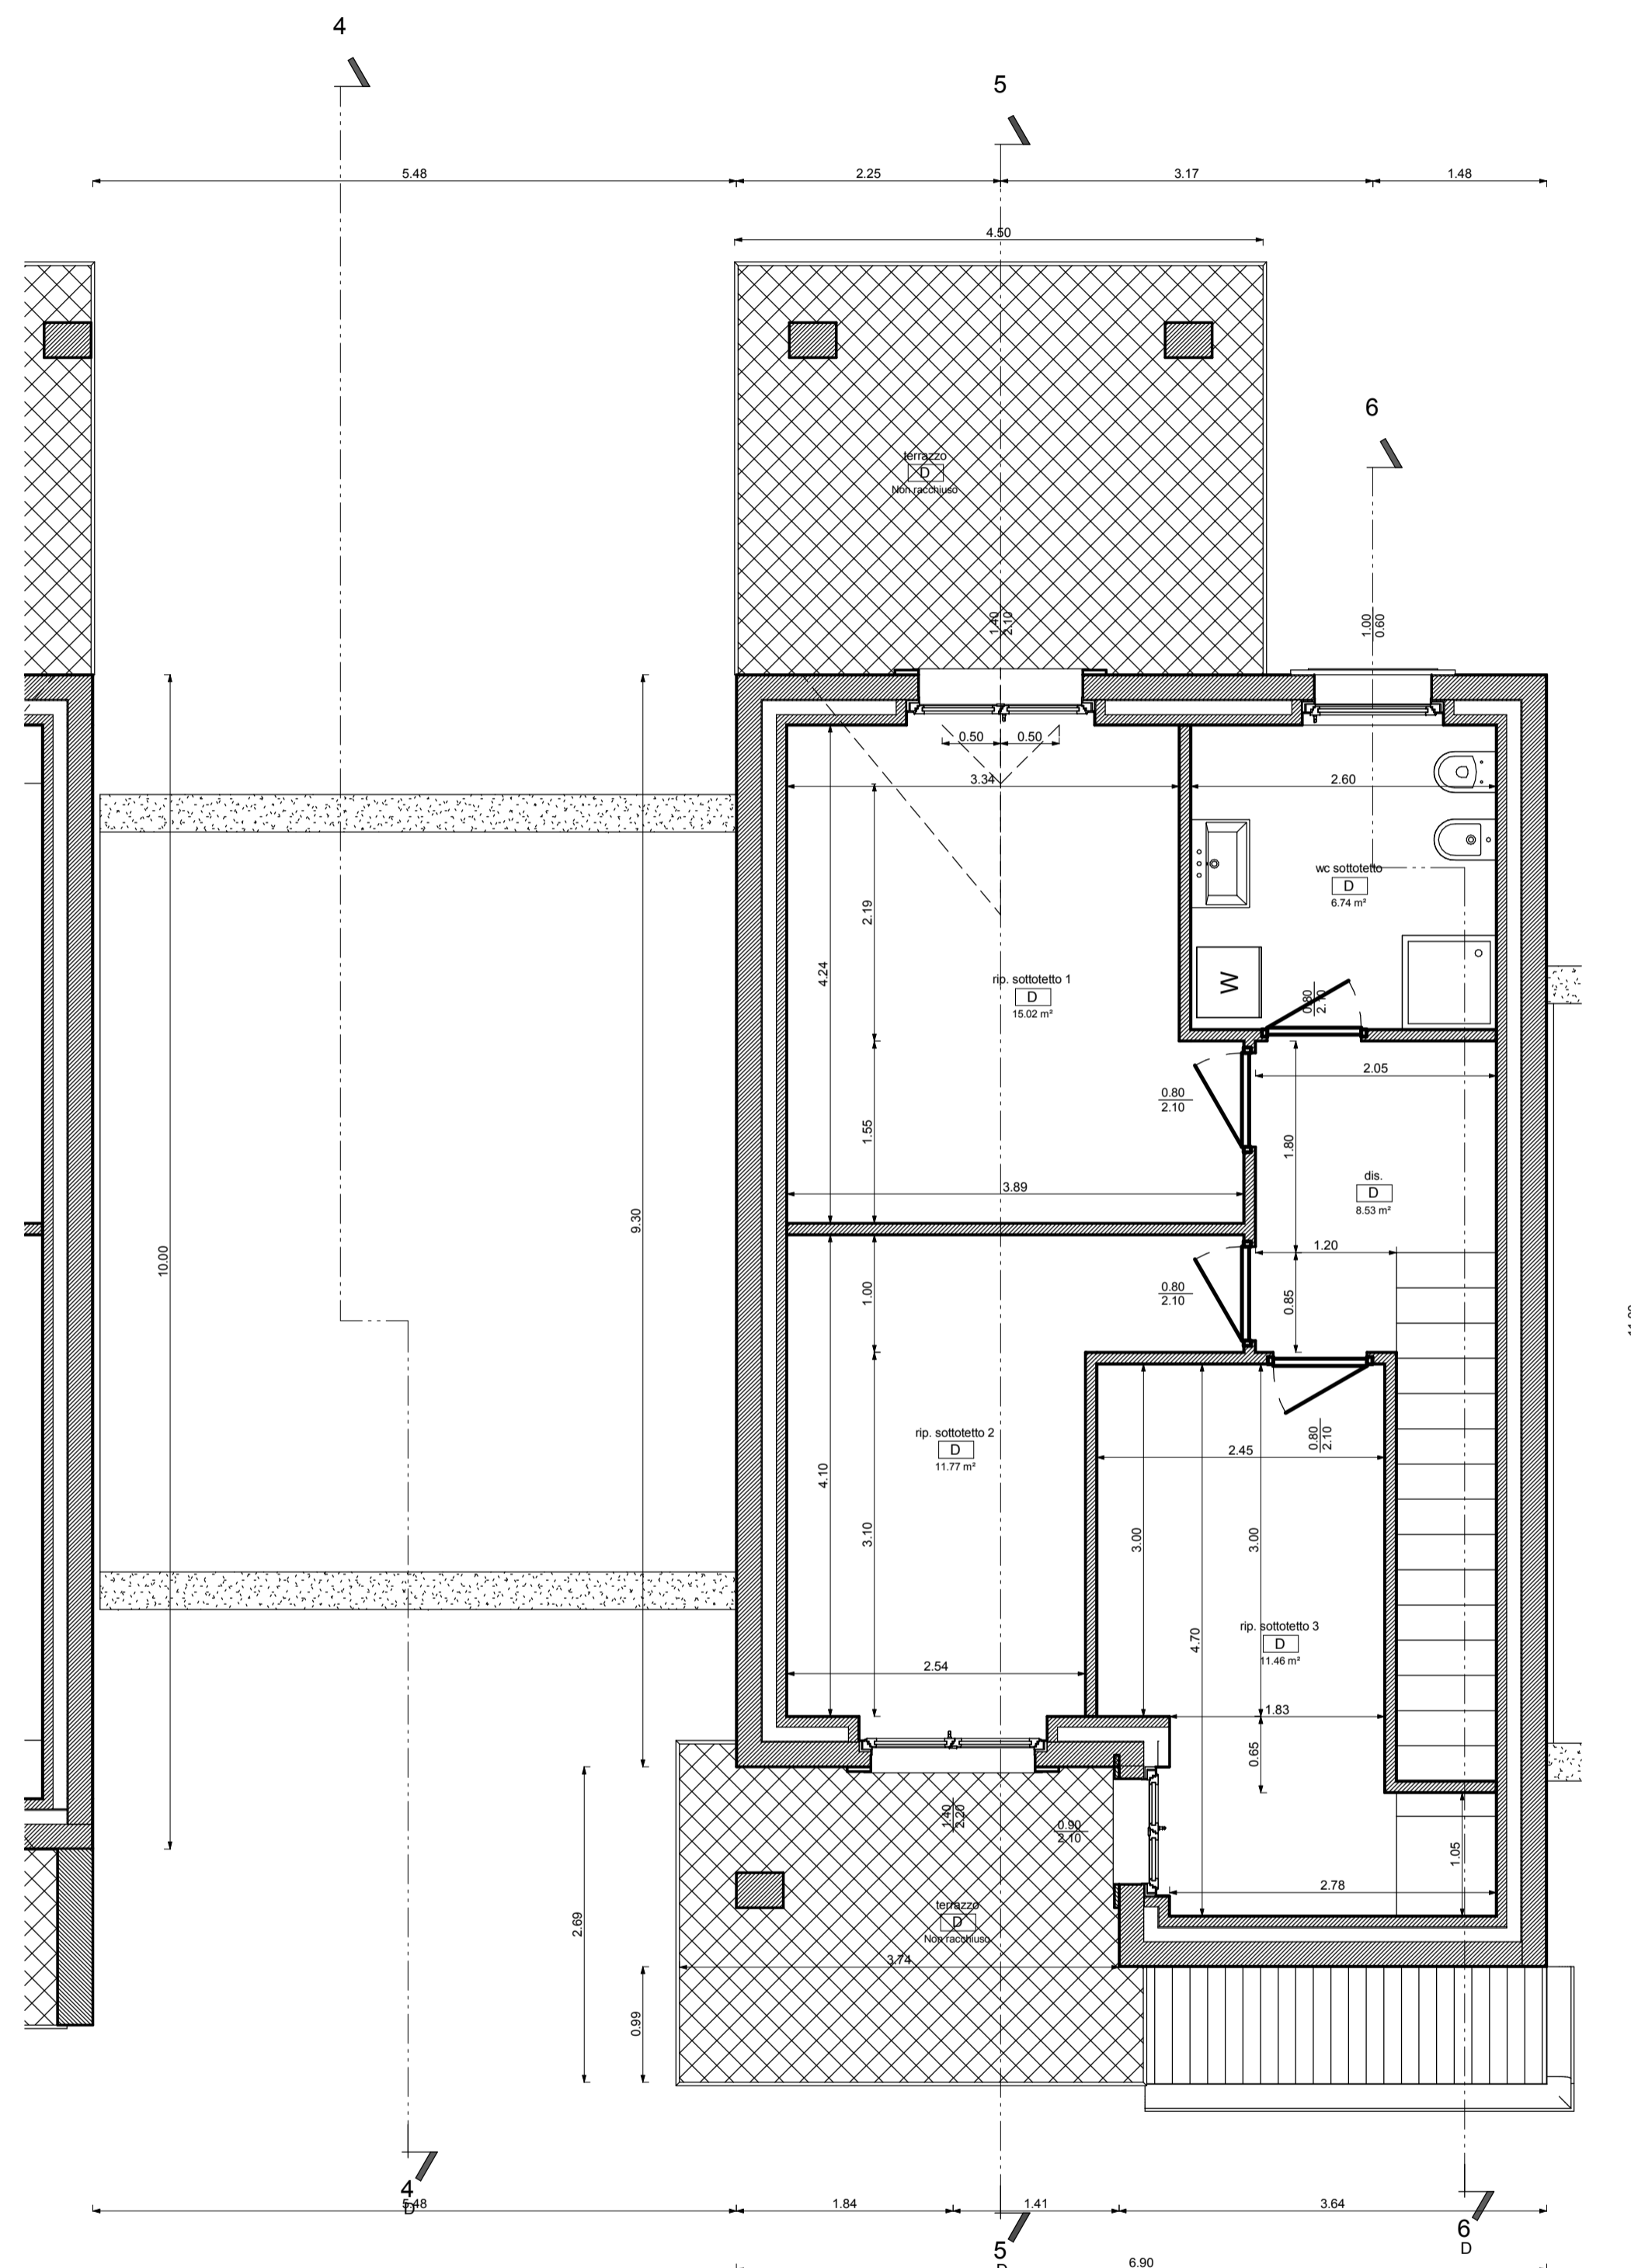 4
5
5.48
2.25
3.17
1.48
4.50
6
terrazzo
D
Non racchiuso
1.40
2.10
1.00
0.60
0.50
0.50
3.34
2.60
2.19
4.24
wc sottotetto
D
6.74 m²
rip. sottotetto 1
D
15.02 m²
W
0.80
2.10
2.05
0.80
2.10
1.55
1.80
3.89
dis.
D
8.53 m²
10.00
9.30
1.20
1.00
0.80
2.10
0.85
rip. sottotetto 2
D
11.77 m²
0.80
2.10
2.45
4.10
3.10
3.00
3.00
4.70
rip. sottotetto 3
D
11.46 m²
2.54
1.83
0.65
1.40
2.20
0.90
2.10
1.05
2.78
terrazzo
D
Non racchiuso
2.69
3.74
0.99
4
D
5.48
1.84
1.41
3.64
5
D
6
D
6.90